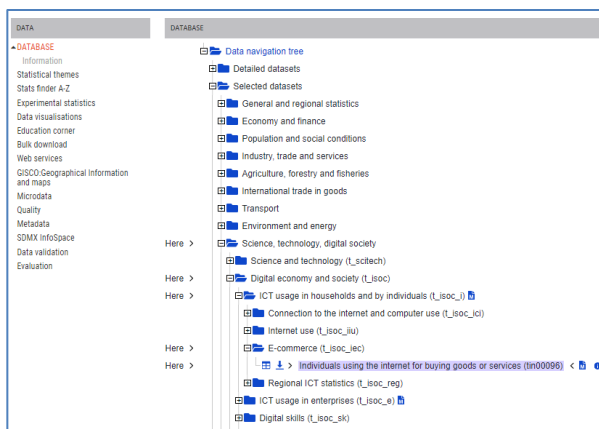 DATA
DATABASE
Information
Statistical themes
Stats finder A-Z
Experimental statistics
Data visualisations
Education corner
Bulk download
Web services
GISCO:Geographical Information
and maps
Microdata
Quality
Metadata
SDMX InfoSpace
Data validation
Evaluation
DATABASE
Data navigation tree
Detailed datasets
Selected datasets
General and regional statistics
Economy and finance
Population and social conditions
Industry, trade and services
Agriculture, forestry and fisheries
International trade in goods
Transport
Environment and energy
Here > Science, technology, digital society
Science and technology (t_scitech)
Here > Digital economy and society (t_isoc)
Here > ICT usage in households and by individuals (t_isoc_i)
Connection to the internet and computer use (t_isoc_ici)
Internet use (t_isoc_iiu)
Here > E-commerce (t_isoc_iec)
Here > > Individuals using the internet for buying goods or services (tin00096) <
Regional ICT statistics (t_isoc_reg)
ICT usage in enterprises (t_isoc_e)
Digital skills (t_isoc_sk)